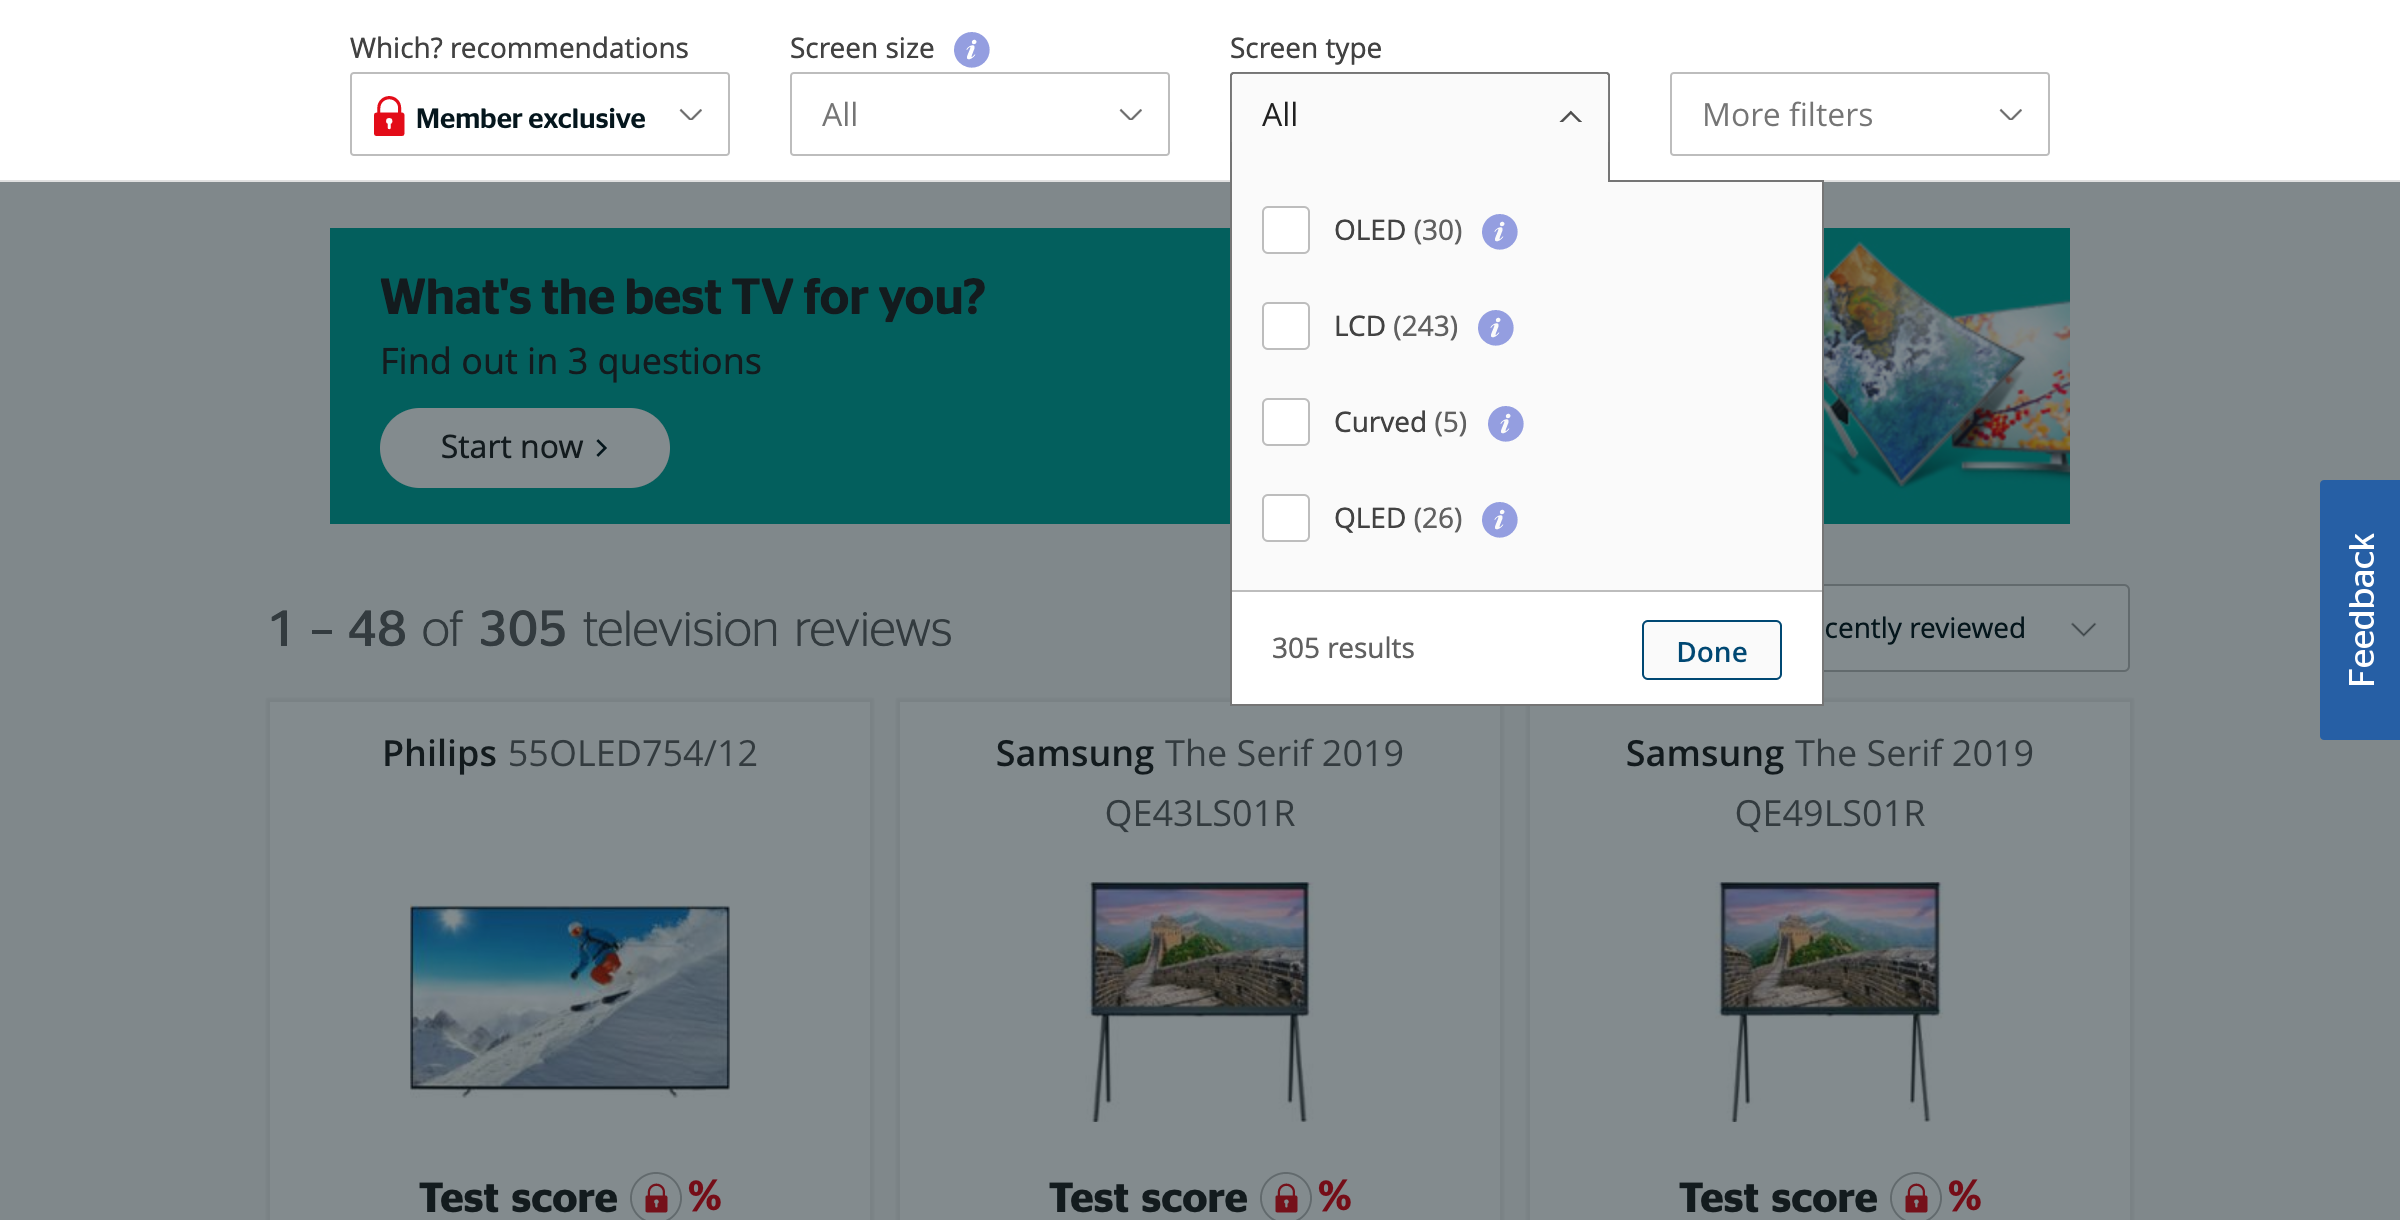 Which? recommendations
Screen size i
Screen type
Member exclusive
All
All
More filters
OLED (30) i
LCD (243) i
Curved (5) i
QLED (26) i
305 results
Done
What's the best TV for you?
Find out in 3 questions
Start now >
1 – 48 of 305 television reviews
cently reviewed
Feedback
Philips 55OLED754/12
Samsung The Serif 2019
QE43LS01R
Samsung The Serif 2019
QE49LS01R
Test score %
Test score %
Test score %